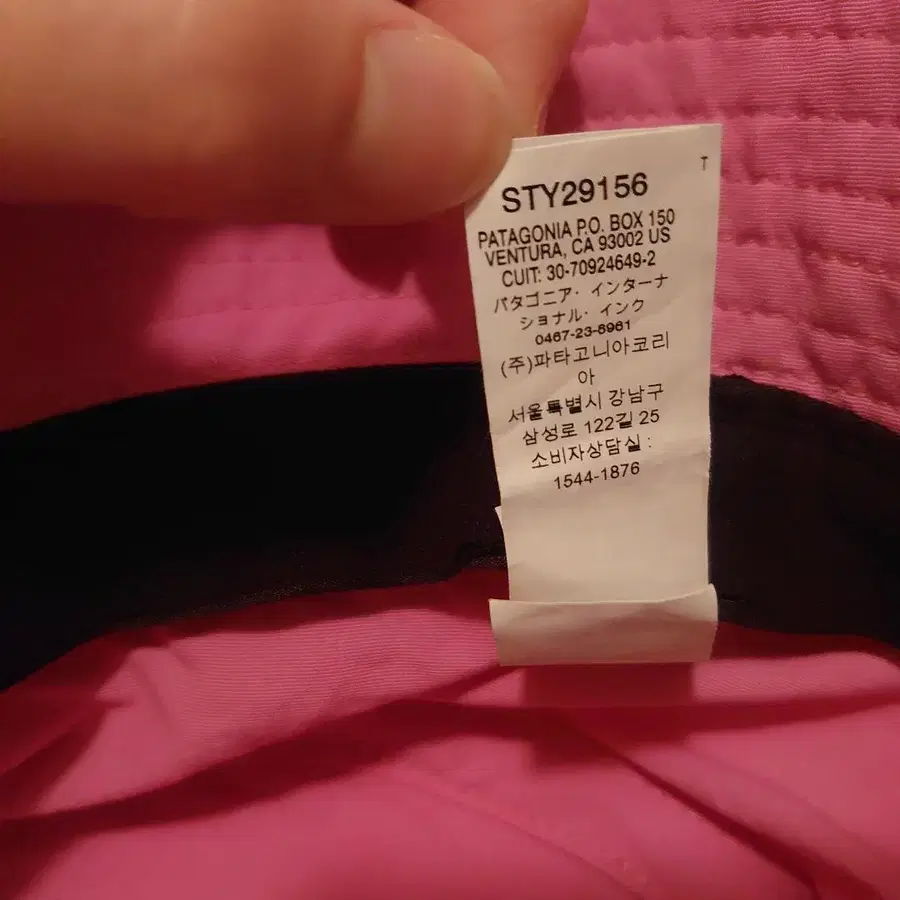 T
STY29156
PATAGONIA P.O. BOX 150
VENTURA, CA 93002 US
CUIT: 30-70924649-2
パタゴニア・インターナ
ショナル・インク
0467-23-8961
(주)파타고니아코리
아
서울특별시 강남구
삼성로 122길 25
소비자상담실 :
1544-1876